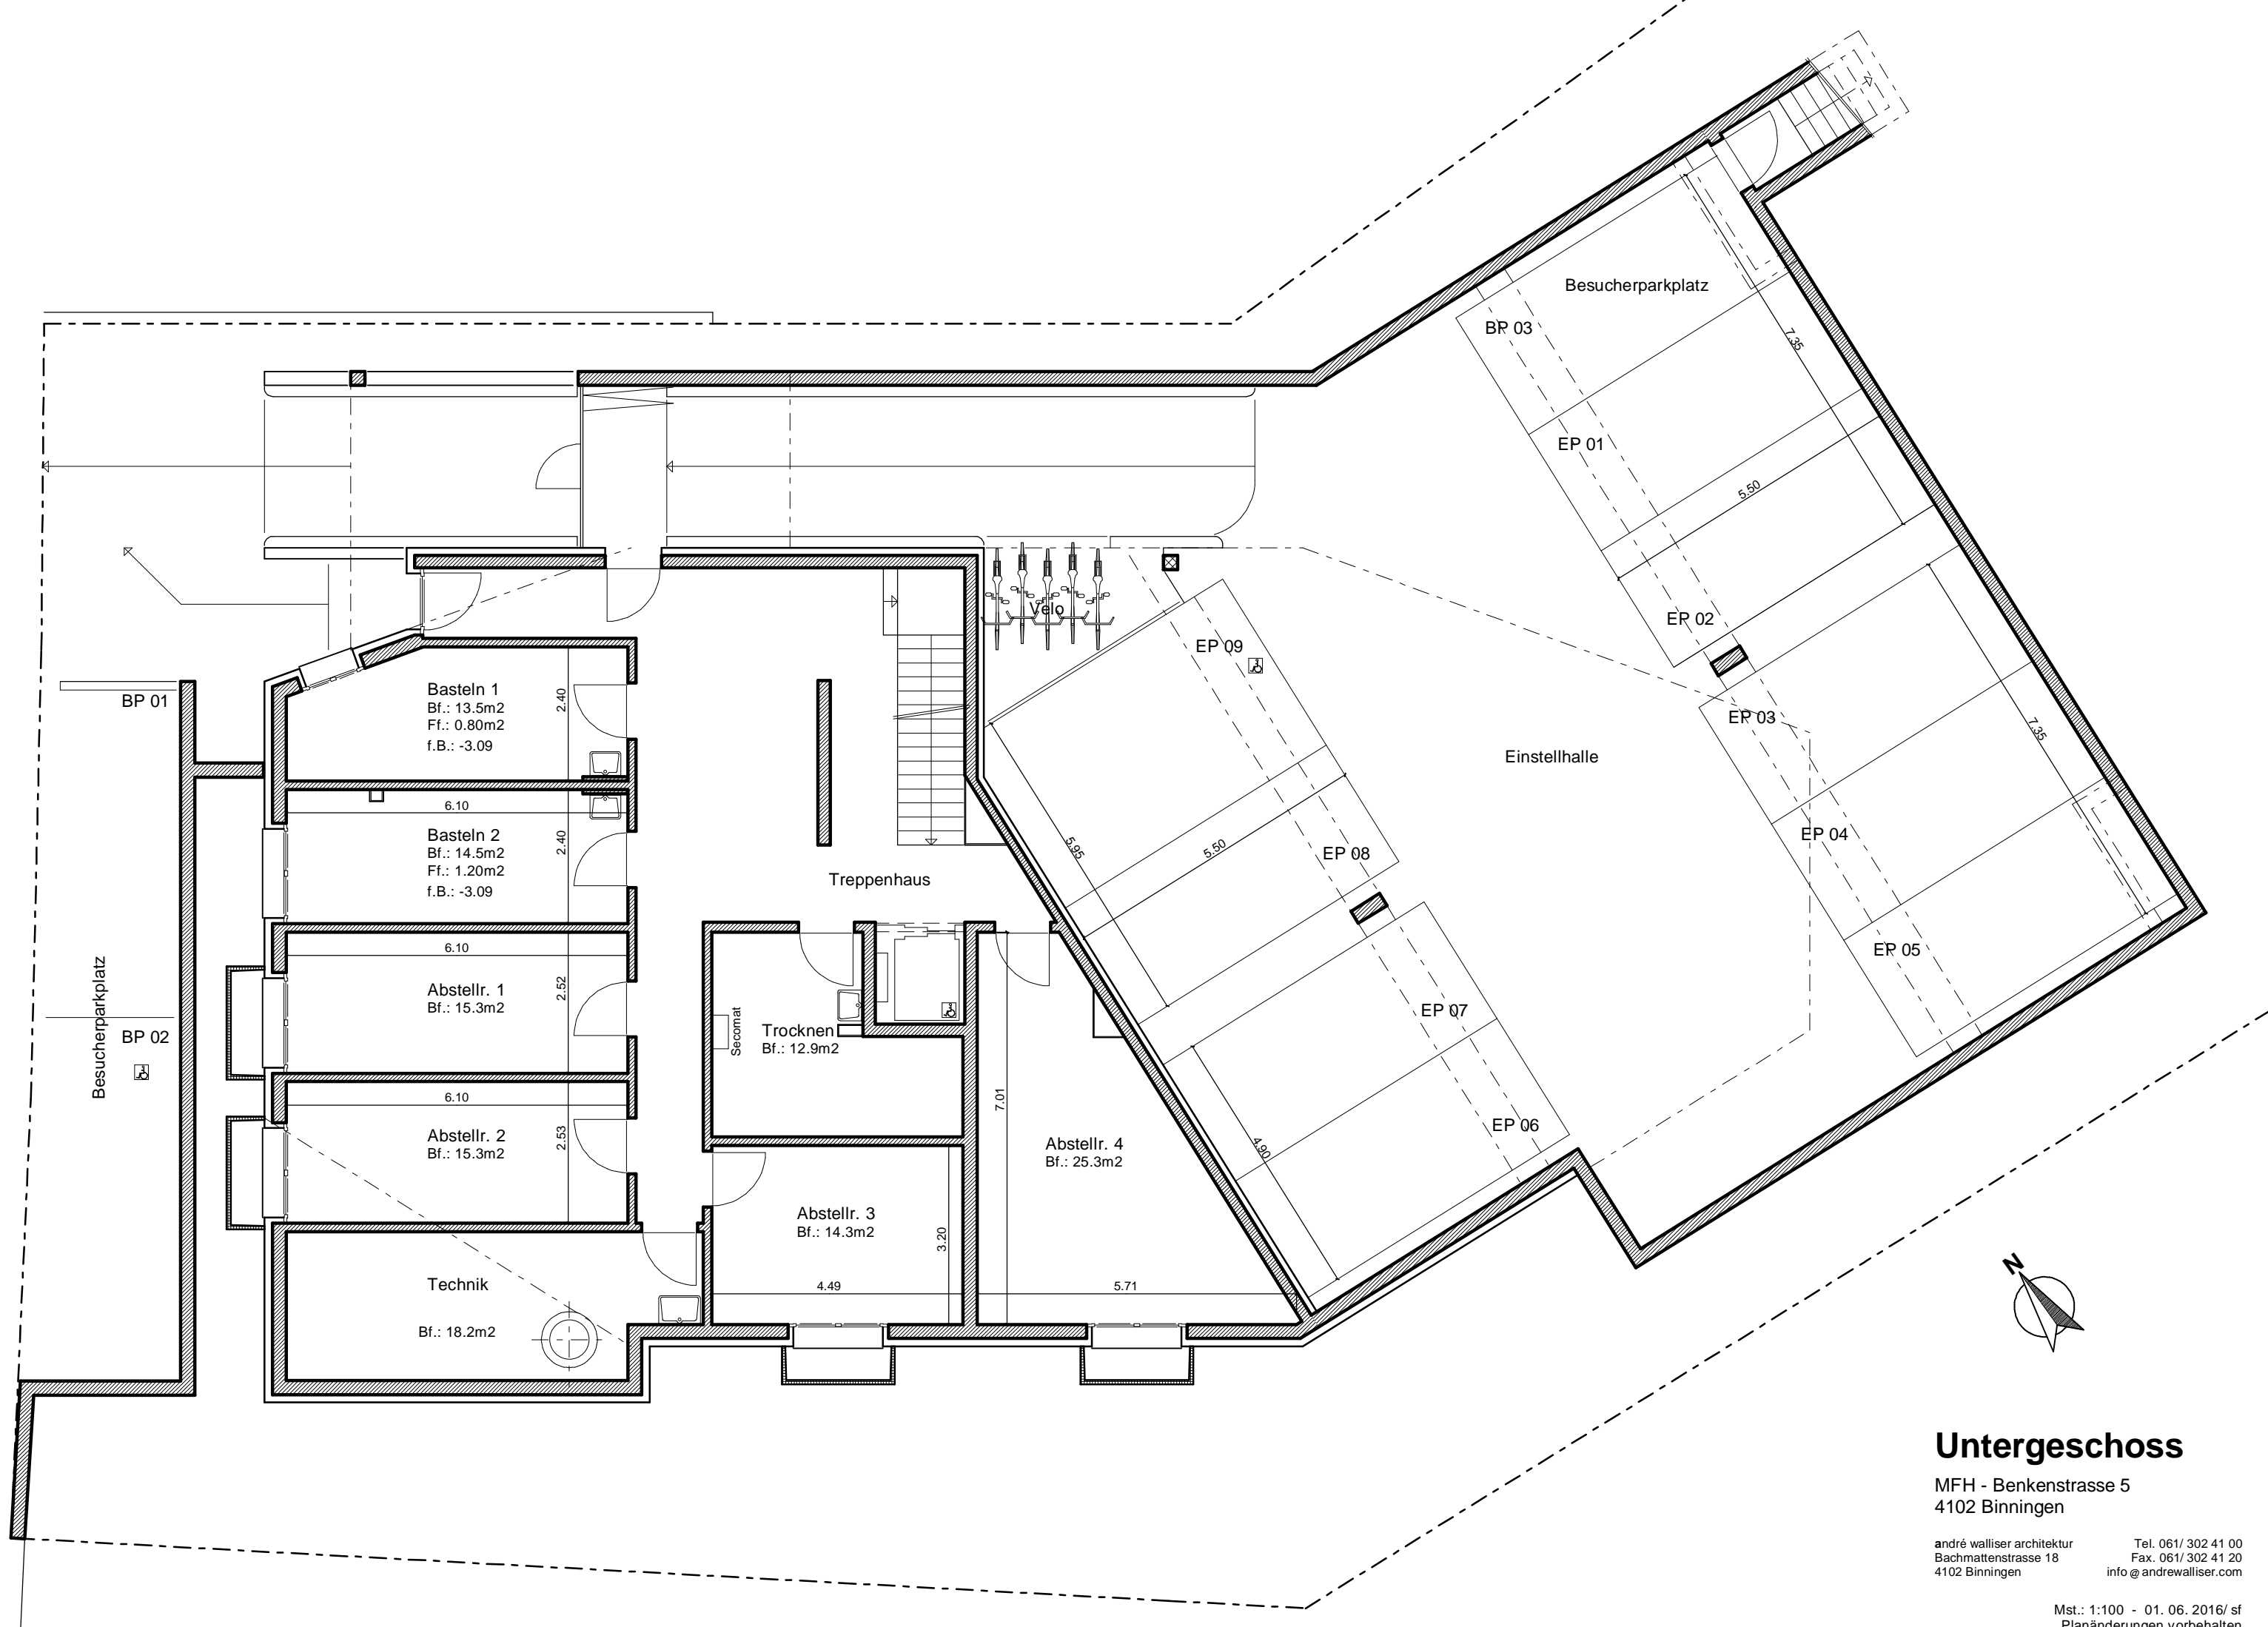 Besucherparkplatz
BP 03
7.35
EP 01
5.50
EP 02
Velo
EP 09
BP 01
Basteln 1
Bf.: 13.5m2
Ff.: 0.80m2
f.B.: -3.09
2.40
EP 03
7.35
Einstellhalle
6.10
Basteln 2
Bf.: 14.5m2
Ff.: 1.20m2
f.B.: -3.09
2.40
5.95
5.50
EP 08
EP 04
Treppenhaus
EP 05
6.10
Abstellr. 1
Bf.: 15.3m2
2.52
Besucherparkplatz
BP 02
Secomat
Trocknen
Bf.: 12.9m2
EP 07
6.10
Abstellr. 2
Bf.: 15.3m2
2.53
7.01
Abstellr. 4
Bf.: 25.3m2
4.90
EP 06
Abstellr. 3
Bf.: 14.3m2
3.20
4.49
5.71
Technik
Bf.: 18.2m2
N
Untergeschoss
MFH - Benkenstrasse 5
4102 Binningen
andré walliser architektur Tel. 061/ 302 41 00
Bachmattenstrasse 18 Fax. 061/ 302 41 20
4102 Binningen info @ andrewalliser.com
Mst.: 1:100 - 01. 06. 2016/ sf
Planänderungen vorbehalten